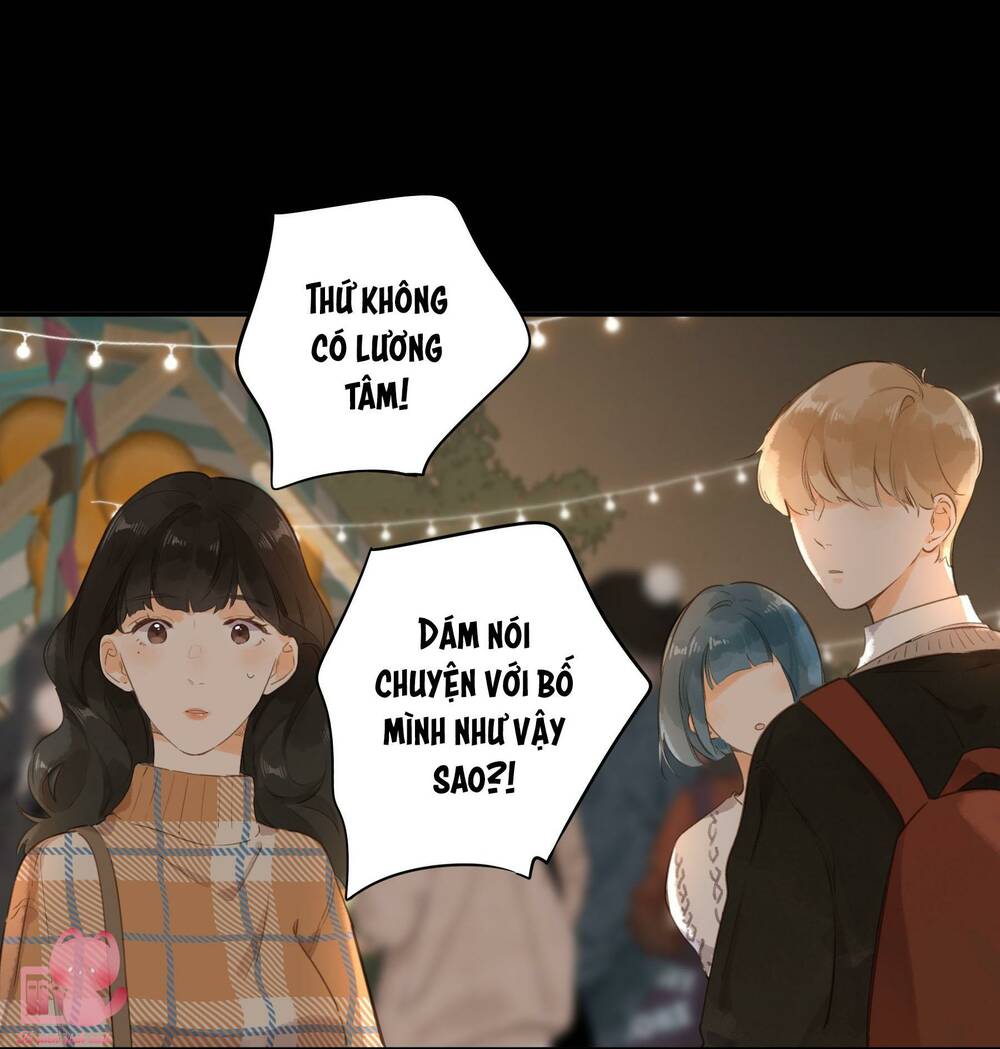 THỨ KHÔNG
CÓ LƯƠNG
TÂM!
DÁM NÓI
CHUYỆN VỚI BỐ
MÌNH NHƯ VẬY
SAO?!